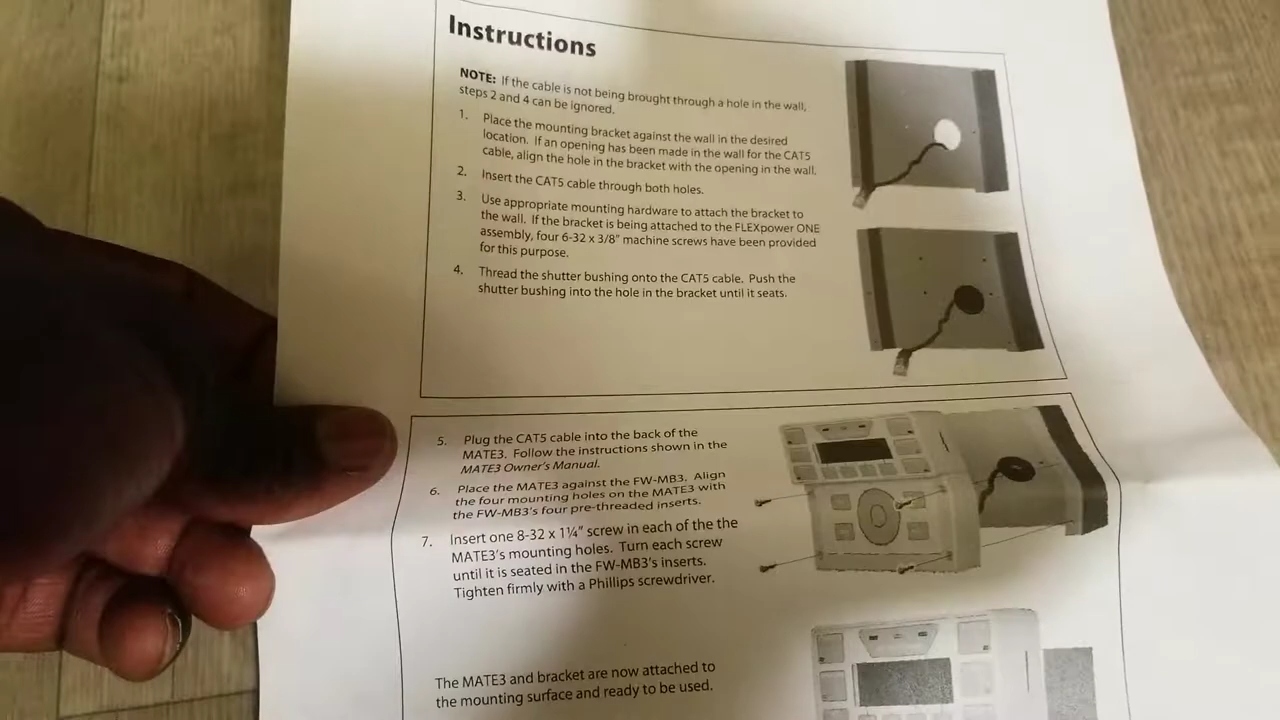 Instructions
NOTE: If the cable is not being brought through a hole in the wall,
steps 2 and 4 can be ignored.
1. Place the mounting bracket against the wall in the desired
location. If an opening has been made in the wall for the CAT5
cable, align the hole in the bracket with the opening in the wall.
2. Insert the CAT5 cable through both holes.
3. Use appropriate mounting hardware to attach the bracket to
the wall. If the bracket is being attached to the FLEXpower ONE
assembly, four 6-32 x 3/8" machine screws have been provided
for this purpose.
4. Thread the shutter bushing onto the CAT5 cable. Push the
shutter bushing into the hole in the bracket until it seats.
5. Plug the CAT5 cable into the back of the
MATE3. Follow the instructions shown in the
MATE3 Owner's Manual.
6. Place the MATE3 against the FW-MB3. Align
the four mounting holes on the MATE3 with
the FW-MB3's four pre-threaded inserts.
7. Insert one 8-32 x 1¼" screw in each of the the
MATE3's mounting holes. Turn each screw
until it is seated in the FW-MB3's inserts.
Tighten firmly with a Phillips screwdriver.
The MATE3 and bracket are now attached to
the mounting surface and ready to be used.